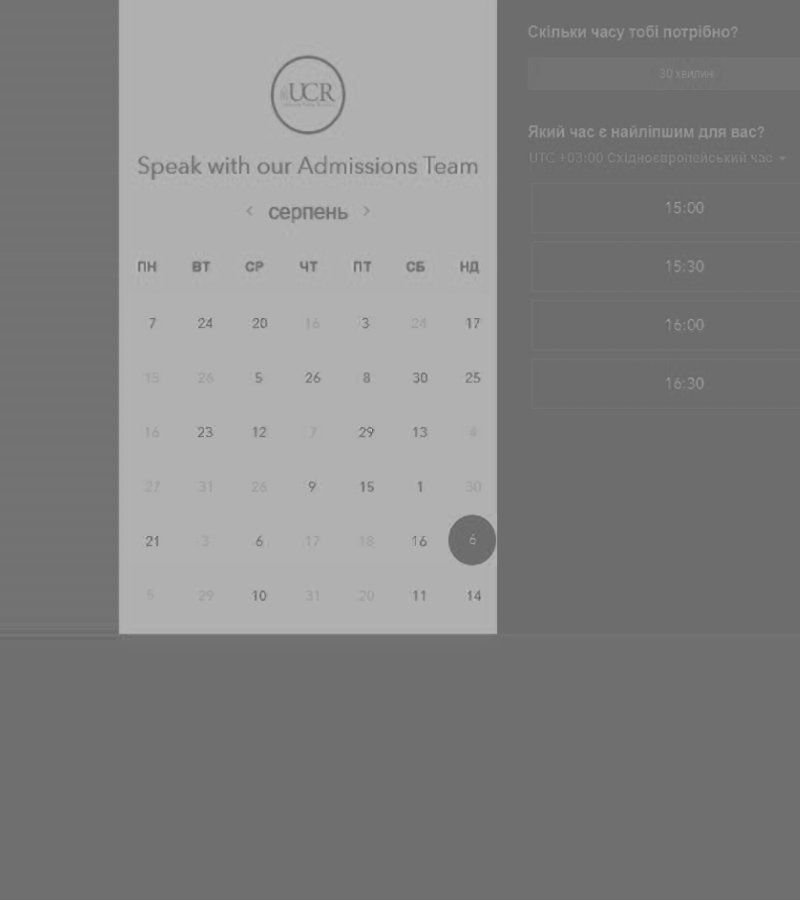 UCR
Speak with our Admissions Team
< серпень >
ПН ВТ СР ЧТ ПТ СБ НД
7 24 20 16 3 24 17
15 26 5 26 8 30 25
16 23 12 7 29 13 4
27 31 26 9 15 1 30
21 3 6 17 18 16 6
5 29 10 31 20 11 14
Скільки часу тобі потрібно?
30 хвилин
Який час є найліпшим для вас?
UTC +03:00 Східноєвропейський час
15:00
15:30
16:00
16:30